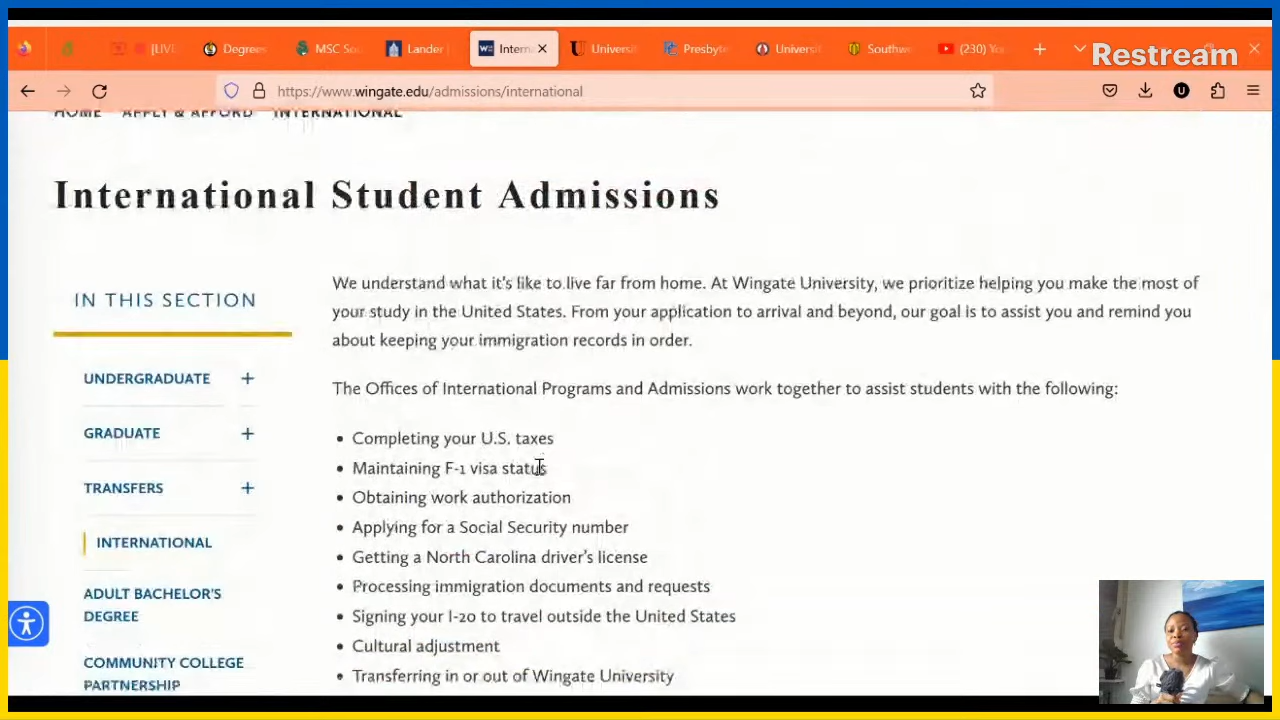 [LIVE
Degrees
MSC So
Lander
Intern
Universit
Presbyte
Universit
Southwe
(230) Yo
Restream
https://www.wingate.edu/admissions/international
HOME APPLY & AFFORD INTERNATIONAL
International Student Admissions
IN THIS SECTION
UNDERGRADUATE +
GRADUATE +
TRANSFERS +
INTERNATIONAL
ADULT BACHELOR'S
DEGREE
COMMUNITY COLLEGE
PARTNERSHIP
We understand what it's like to live far from home. At Wingate University, we prioritize helping you make the most of
your study in the United States. From your application to arrival and beyond, our goal is to assist you and remind you
about keeping your immigration records in order.
The Offices of International Programs and Admissions work together to assist students with the following:
• Completing your U.S. taxes
• Maintaining F-1 visa status
• Obtaining work authorization
• Applying for a Social Security number
• Getting a North Carolina driver's license
• Processing immigration documents and requests
• Signing your I-20 to travel outside the United States
• Cultural adjustment
• Transferring in or out of Wingate University